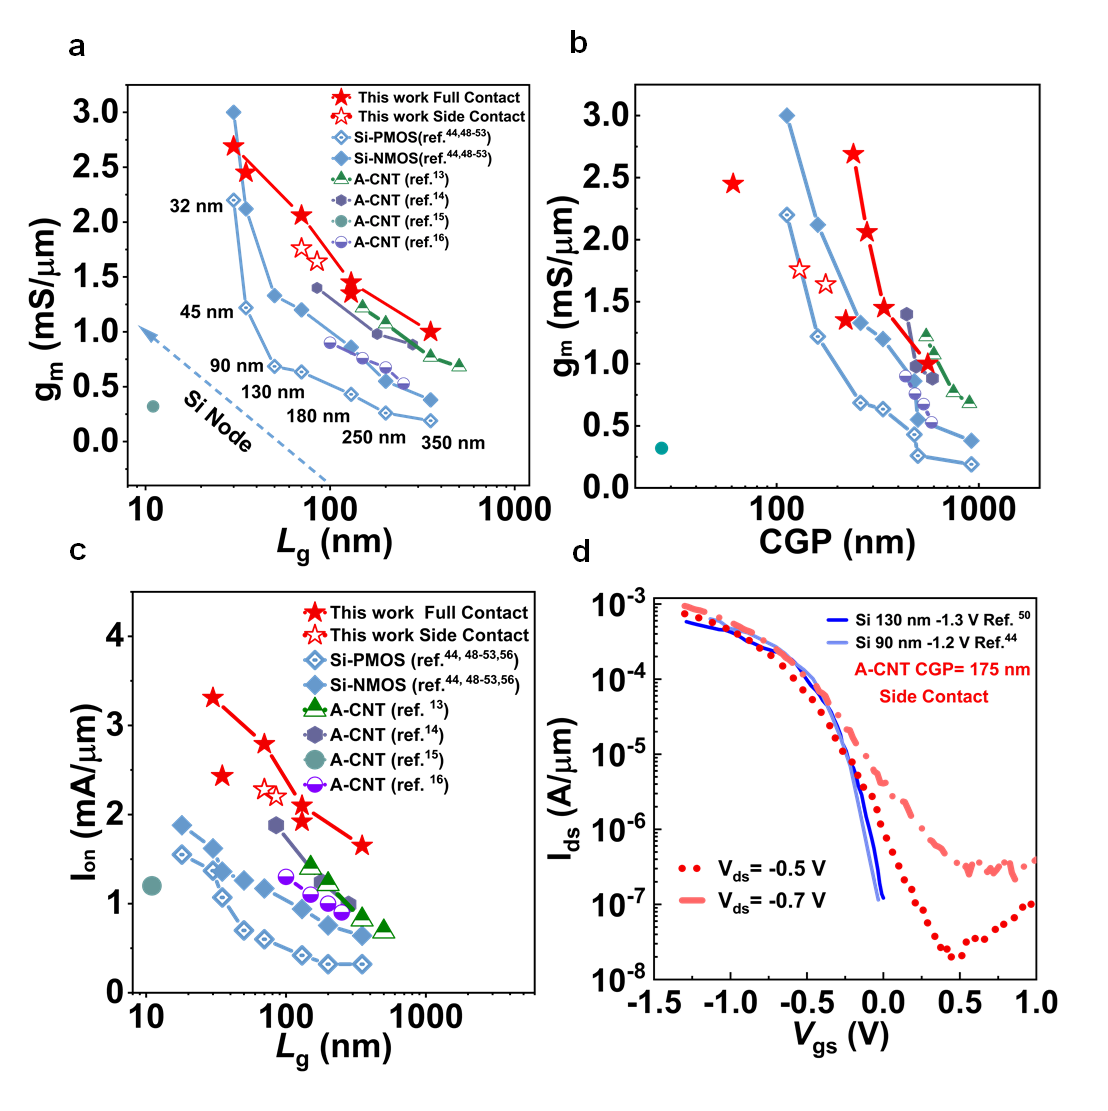 a
3.0
2.5
2.0
1.5
1.0
0.5
0.0
gm (mS/μm)
10
100
1000
Lg (nm)
This work Full Contact
This work Side Contact
Si-PMOS(ref.44,48-53)
Si-NMOS(ref.44,48-53)
A-CNT (ref.13)
A-CNT (ref.14)
A-CNT (ref.15)
A-CNT (ref.16)
32 nm
45 nm
90 nm
130 nm
180 nm
250 nm
350 nm
Si Node
b
3.0
2.5
2.0
1.5
1.0
0.5
0.0
gm (mS/μm)
100
1000
CGP (nm)
c
4
3
2
1
0
Ion (mA/μm)
10
100
1000
Lg (nm)
This work  Full Contact
This work Side Contact
Si-PMOS (ref.44, 48-53,56)
Si-NMOS (ref.44, 48-53,56)
A-CNT (ref. 13)
A-CNT (ref.14)
A-CNT (ref.15)
A-CNT (ref. 16)
d
10-3
10-4
10-5
10-6
10-7
10-8
Ids (A/μm)
-1.5
-1.0
-0.5
0.0
0.5
1.0
Vgs (V)
Si 130 nm -1.3 V Ref. 50
Si 90 nm -1.2 V Ref.44
A-CNT CGP= 175 nm
Side Contact
Vds= -0.5 V
Vds= -0.7 V